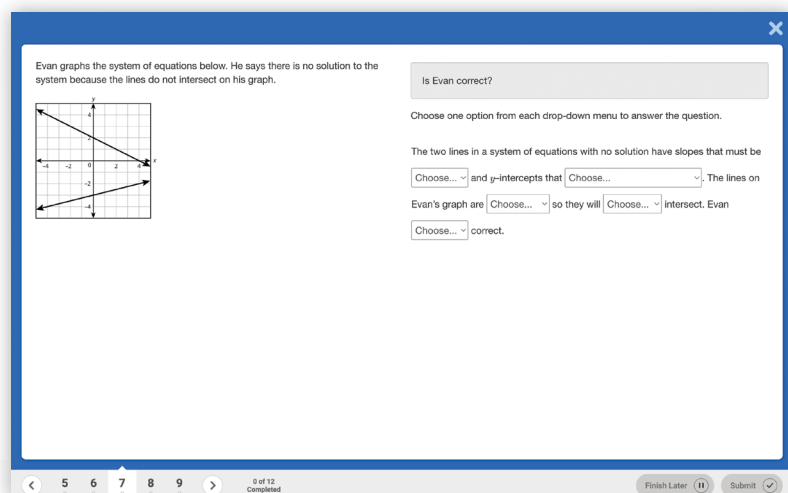 Evan graphs the system of equations below. He says there is no solution to the
system because the lines do not intersect on his graph.
y
4
2
-4 -2 0 2 4 x
-2
-4
Is Evan correct?
Choose one option from each drop-down menu to answer the question.
The two lines in a system of equations with no solution have slopes that must be
Choose... and y-intercepts that Choose... . The lines on
Evan's graph are Choose... so they will Choose... intersect. Evan
Choose... correct.
5 6 7 8 9
0 of 12
Completed
Finish Later
Submit